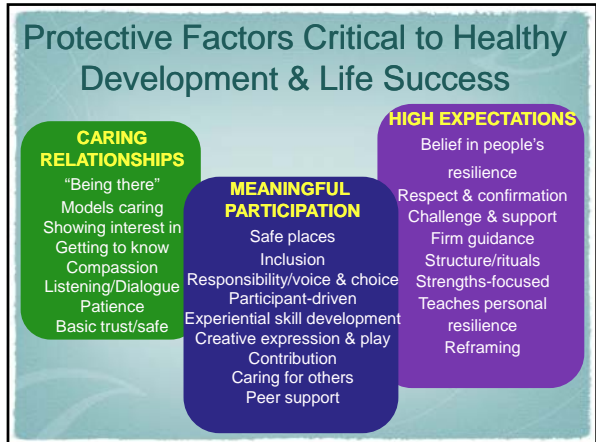 Protective Factors Critical to Healthy
Development & Life Success
CARING
RELATIONSHIPS
“Being there”
Models caring
Showing interest in
Getting to know
Compassion
Listening/Dialogue
Patience
Basic trust/safe
MEANINGFUL
PARTICIPATION
Safe places
Inclusion
Responsibility/voice & choice
Participant-driven
Experiential skill development
Creative expression & play
Contribution
Caring for others
Peer support
HIGH EXPECTATIONS
Belief in people’s
resilience
Respect & confirmation
Challenge & support
Firm guidance
Structure/rituals
Strengths-focused
Teaches personal
resilience
Reframing